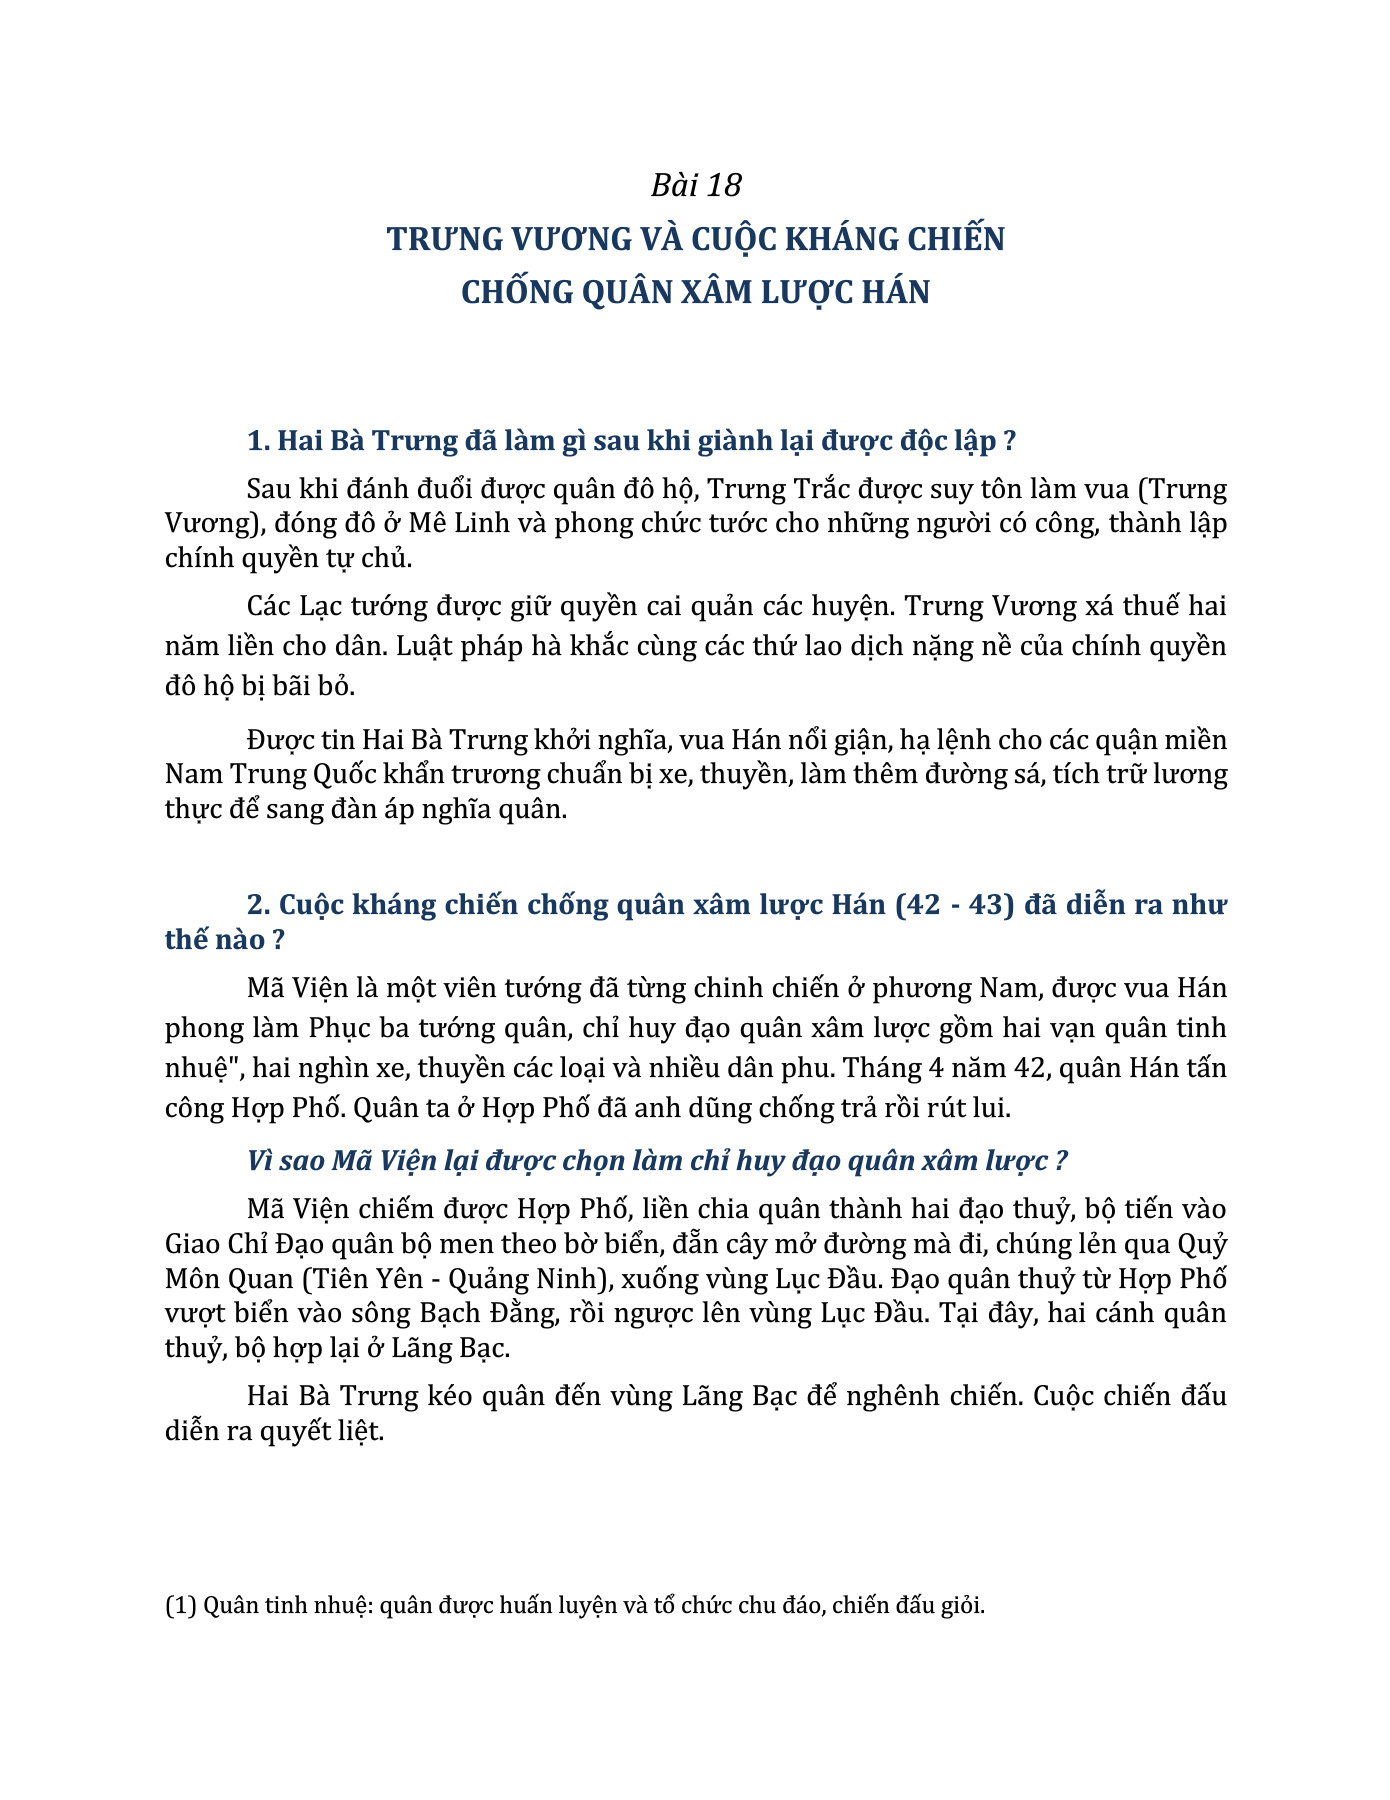 Bài 18
TRƯNG VƯƠNG VÀ CUỘC KHÁNG CHIẾN
CHỐNG QUÂN XÂM LƯỢC HÁN
1. Hai Bà Trưng đã làm gì sau khi giành lại được độc lập ?
Sau khi đánh đuổi được quân đô hộ, Trưng Trắc được suy tôn làm vua (Trưng
Vương), đóng đô ở Mê Linh và phong chức tước cho những người có công, thành lập
chính quyền tự chủ.
Các Lạc tướng được giữ quyền cai quản các huyện. Trưng Vương xá thuế hai
năm liền cho dân. Luật pháp hà khắc cùng các thứ lao dịch nặng nề của chính quyền
đô hộ bị bãi bỏ.
Được tin Hai Bà Trưng khởi nghĩa, vua Hán nổi giận, hạ lệnh cho các quận miền
Nam Trung Quốc khẩn trương chuẩn bị xe, thuyền, làm thêm đường sá, tích trữ lương
thực để sang đàn áp nghĩa quân.
2. Cuộc kháng chiến chống quân xâm lược Hán (42 - 43) đã diễn ra như
thế nào ?
Mã Viện là một viên tướng đã từng chinh chiến ở phương Nam, được vua Hán
phong làm Phục ba tướng quân, chỉ huy đạo quân xâm lược gồm hai vạn quân tinh
nhuệ", hai nghìn xe, thuyền các loại và nhiều dân phu. Tháng 4 năm 42, quân Hán tấn
công Hợp Phố. Quân ta ở Hợp Phố đã anh dũng chống trả rồi rút lui.
Vì sao Mã Viện lại được chọn làm chỉ huy đạo quân xâm lược ?
Mã Viện chiếm được Hợp Phố, liền chia quân thành hai đạo thuỷ, bộ tiến vào
Giao Chỉ Đạo quân bộ men theo bờ biển, đẵn cây mở đường mà đi, chúng lẻn qua Quỷ
Môn Quan (Tiên Yên - Quảng Ninh), xuống vùng Lục Đầu. Đạo quân thuỷ từ Hợp Phố
vượt biển vào sông Bạch Đằng, rồi ngược lên vùng Lục Đầu. Tại đây, hai cánh quân
thuỷ, bộ hợp lại ở Lãng Bạc.
Hai Bà Trưng kéo quân đến vùng Lãng Bạc để nghênh chiến. Cuộc chiến đấu
diễn ra quyết liệt.
(1) Quân tinh nhuệ: quân được huấn luyện và tổ chức chu đáo, chiến đấu giỏi.